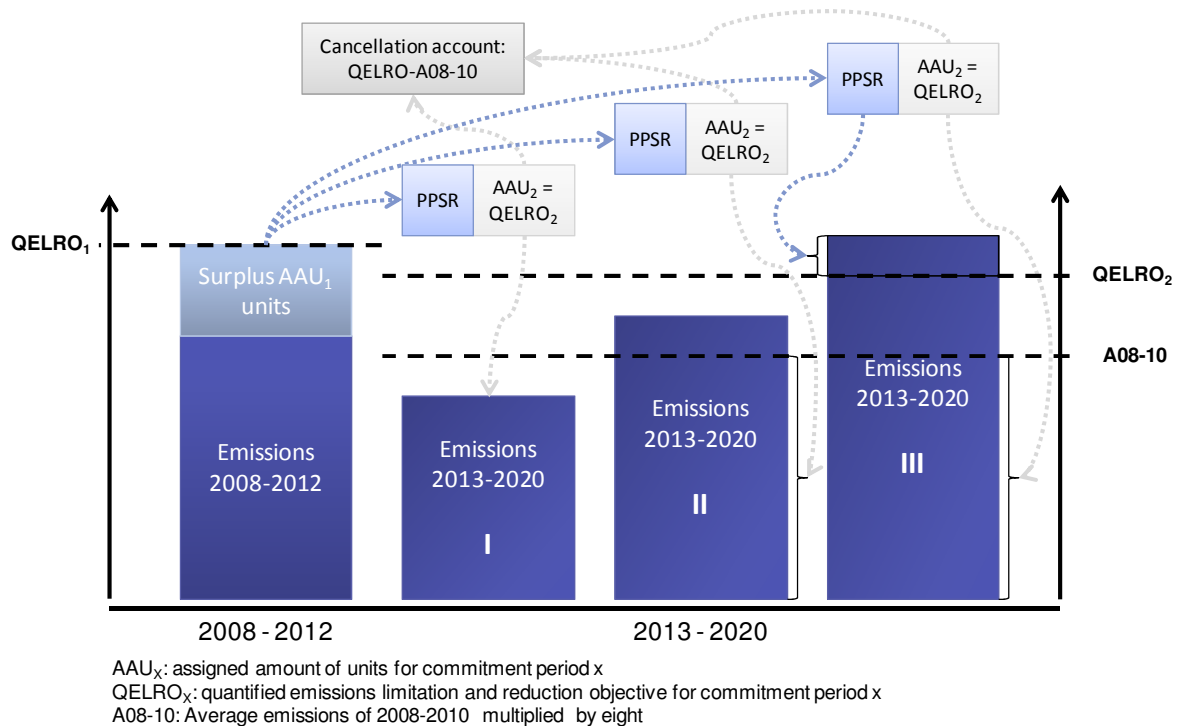 Cancellation account:
QELRO-A08-10
PPSR
AAU₂ =
QELRO₂
PPSR
AAU₂ =
QELRO₂
PPSR
AAU₂ =
QELRO₂
QELRO₁
Surplus AAU₁
units
QELRO₂
A08-10
Emissions
2008-2012
Emissions
2013-2020
I
Emissions
2013-2020
II
Emissions
2013-2020
III
2008 - 2012
2013 - 2020
AAUₓ: assigned amount of units for commitment period x
QELROₓ: quantified emissions limitation and reduction objective for commitment period x
A08-10: Average emissions of 2008-2010 multiplied by eight